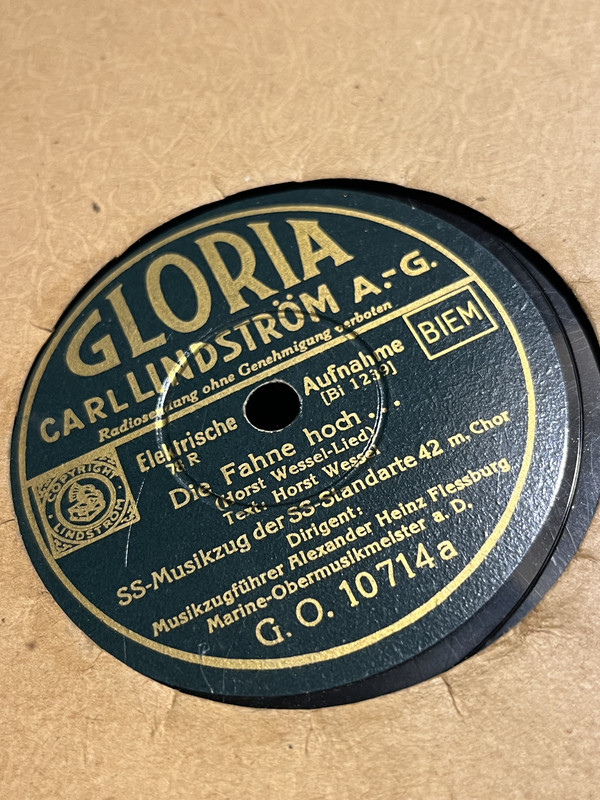 GLORIA
CARL LINDSTRÖM A.-G.
Radiosendung ohne Genehmigung verboten
BIEM
Elektrische Aufnahme
78 R
[Bi 1239]
COPYRIGHT
LINDSTRÖM
Die Fahne hoch . . .
(Horst Wessel-Lied)
Text: Horst Wessel
SS-Musikzug der SS-Standarte 42 m. Chor
Dirigent:
Musikzugführer Alexander Heinz Flessburg
Marine-Obermusikmeister a. D.
G. O. 10714a